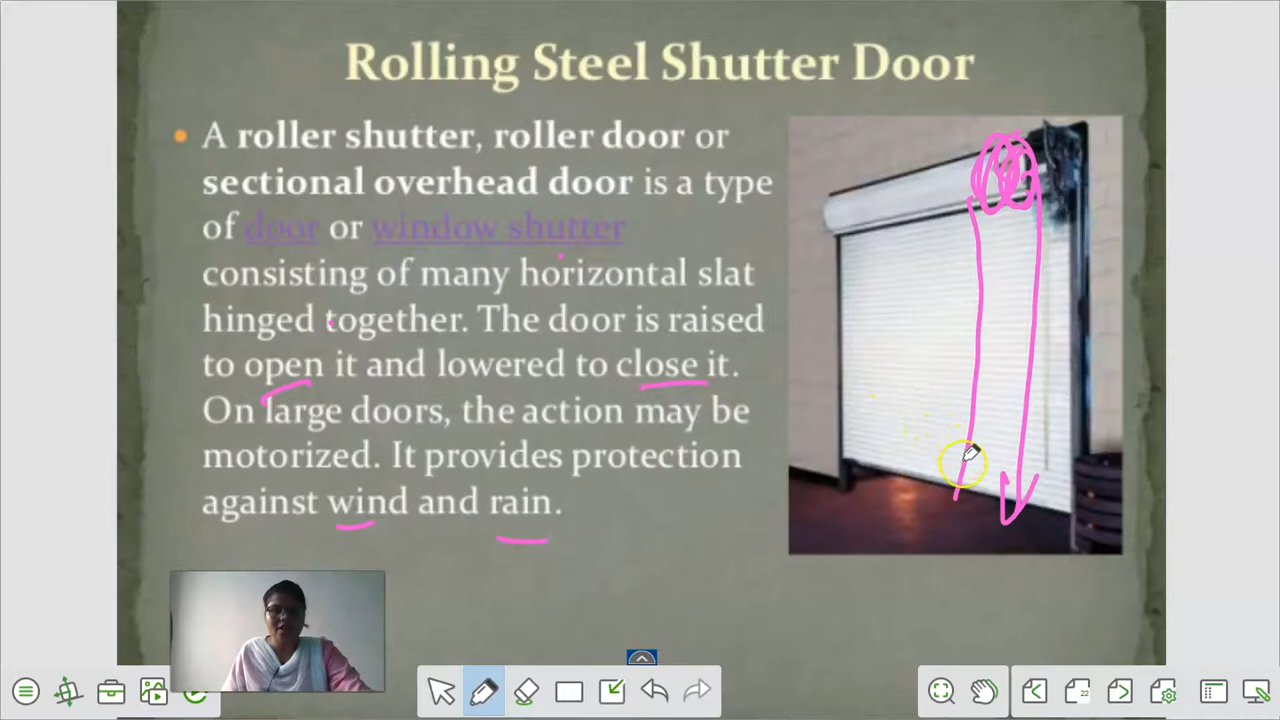 Rolling Steel Shutter Door
• A roller shutter, roller door or
sectional overhead door is a type
of door or window shutter
consisting of many horizontal slat
hinged together. The door is raised
to open it and lowered to close it.
On large doors, the action may be
motorized. It provides protection
against wind and rain.
22